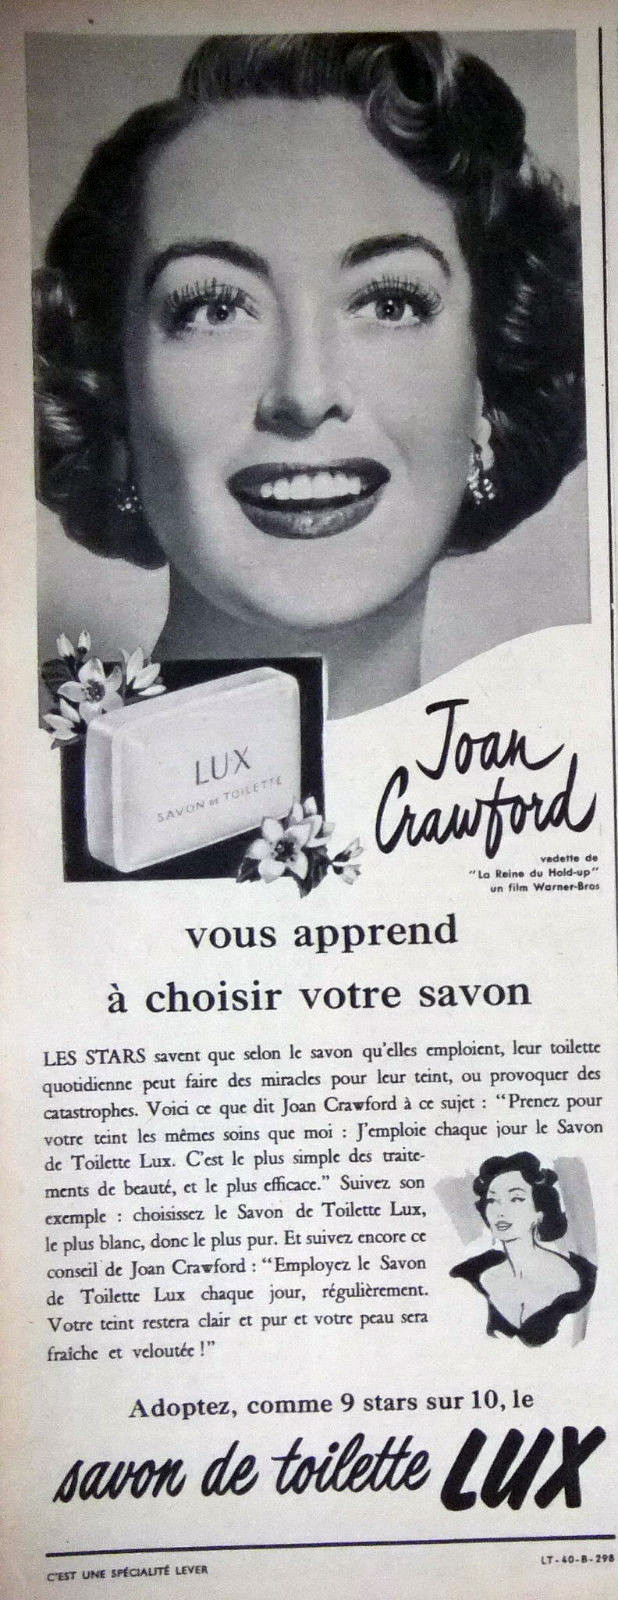 LUX
SAVON DE TOILETTE
Joan
Crawford
vedette de
"La Reine du Hold-up"
un film Warner-Bros
vous apprend
à choisir votre savon
LES STARS savent que selon le savon qu'elles emploient, leur toilette
quotidienne peut faire des miracles pour leur teint, ou provoquer des
catastrophes. Voici ce que dit Joan Crawford à ce sujet : "Prenez pour
votre teint les mêmes soins que moi : J'emploie chaque jour le Savon
de Toilette Lux. C'est le plus simple des traite-
ments de beauté, et le plus efficace." Suivez son
exemple : choisissez le Savon de Toilette Lux,
le plus blanc, donc le plus pur. Et suivez encore ce
conseil de Joan Crawford : "Employez le Savon
de Toilette Lux chaque jour, régulièrement.
Votre teint restera clair et pur et votre peau sera
fraîche et veloutée !"
Adoptez, comme 9 stars sur 10, le
savon de toilette LUX
C'EST UNE SPÉCIALITÉ LEVER
LT-40-B-298